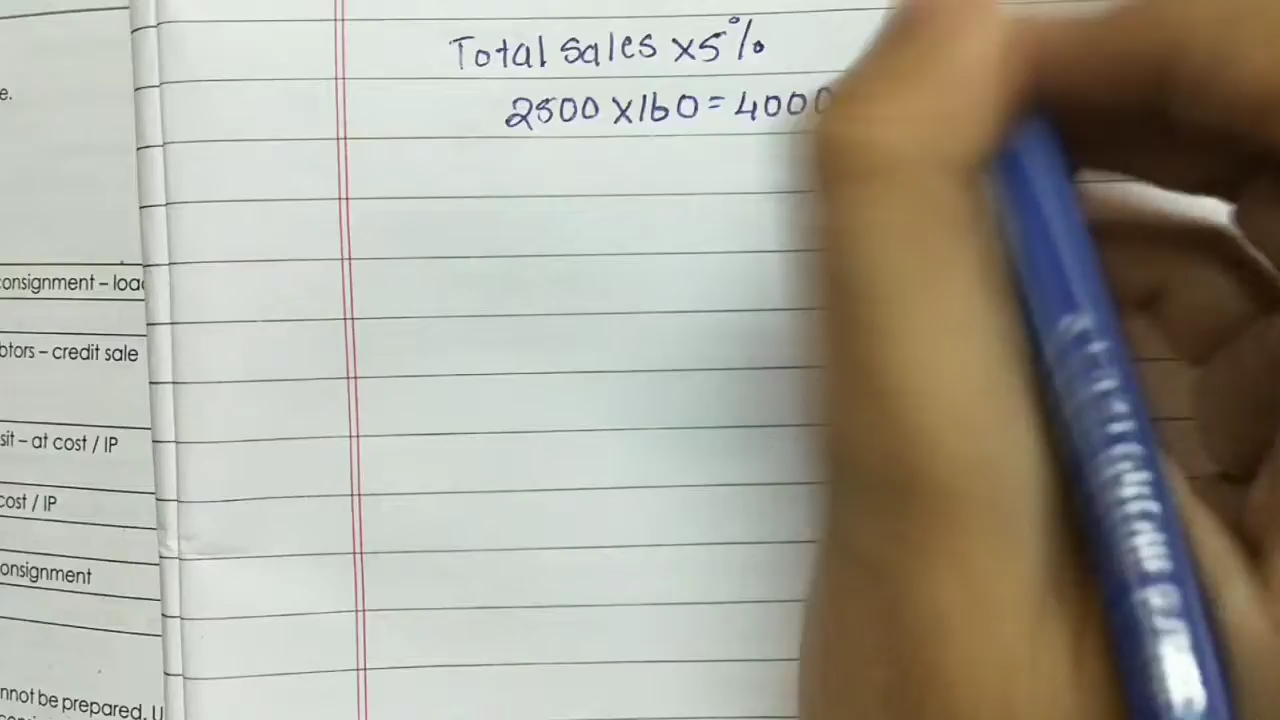 Total sales x5%
2500 x160 = 4000
e.
consignment – loa
btors – credit sale
sit – at cost / IP
cost / IP
onsignment
nnot be prepared. U